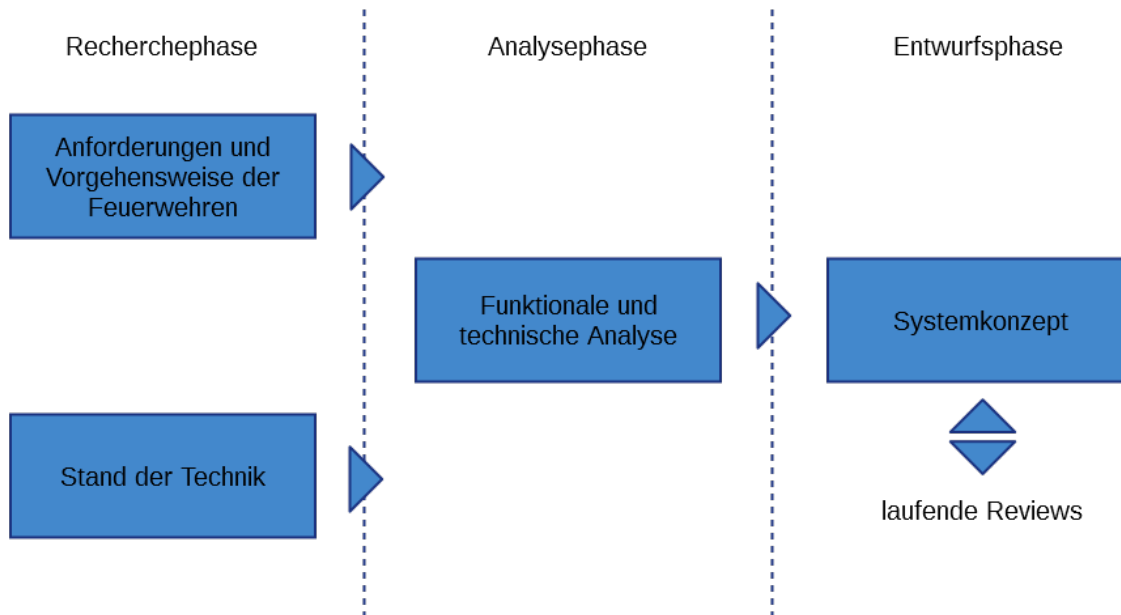 Recherchephase
Analysephase
Entwurfsphase
Anforderungen und
Vorgehensweise der
Feuerwehren
Funktionale und
technische Analyse
Systemkonzept
Stand der Technik
laufende Reviews